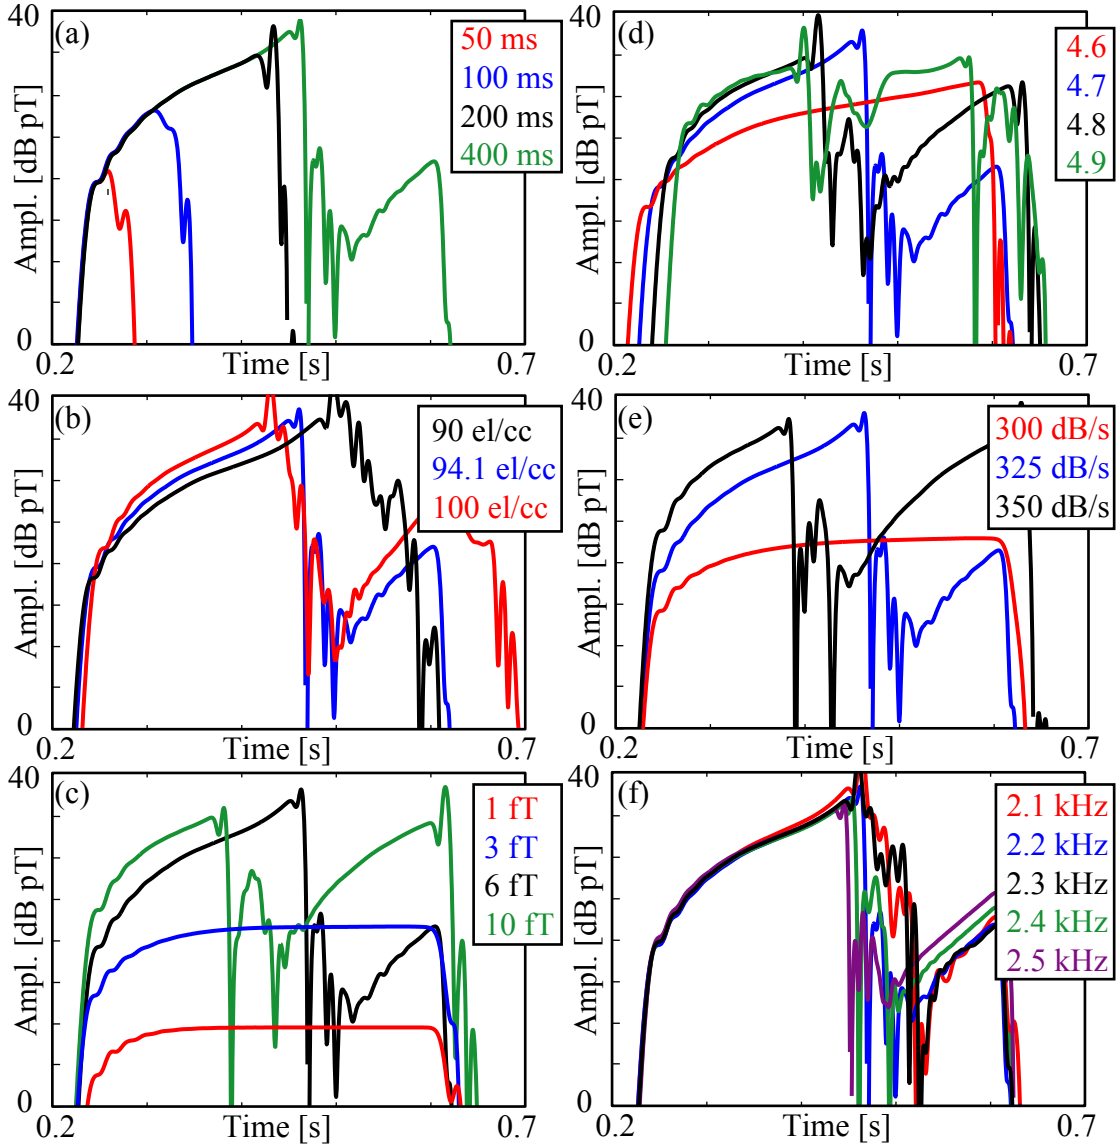 40
(a)
50 ms
100 ms
200 ms
400 ms
Ampl. [dB pT]
0
0.2
Time [s]
0.7
40
(d)
4.6
4.7
4.8
4.9
Ampl. [dB pT]
0
0.2
Time [s]
0.7
40
(b)
90 el/cc
94.1 el/cc
100 el/cc
Ampl. [dB pT]
0
0.2
Time [s]
0.7
40
(e)
300 dB/s
325 dB/s
350 dB/s
Ampl. [dB pT]
0
0.2
Time [s]
0.7
40
(c)
1 fT
3 fT
6 fT
10 fT
Ampl. [dB pT]
0
0.2
Time [s]
0.7
40
(f)
2.1 kHz
2.2 kHz
2.3 kHz
2.4 kHz
2.5 kHz
Ampl. [dB pT]
0
0.2
Time [s]
0.7